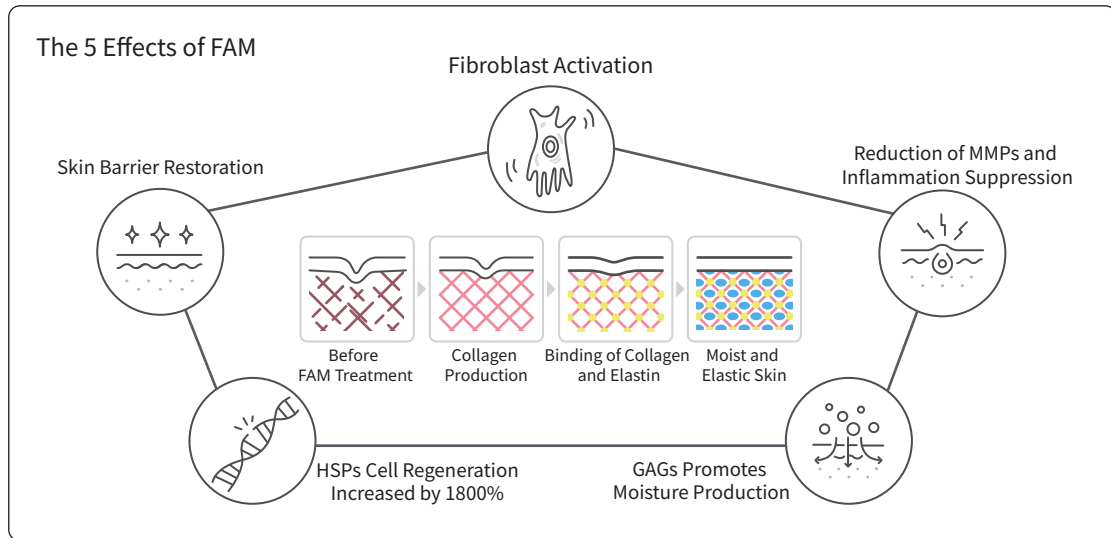 The 5 Effects of FAM
Fibroblast Activation
Skin Barrier Restoration
Reduction of MMPs and
Inflammation Suppression
Before
FAM Treatment
Collagen
Production
Binding of Collagen
and Elastin
Moist and
Elastic Skin
HSPs Cell Regeneration
Increased by 1800%
GAGs Promotes
Moisture Production